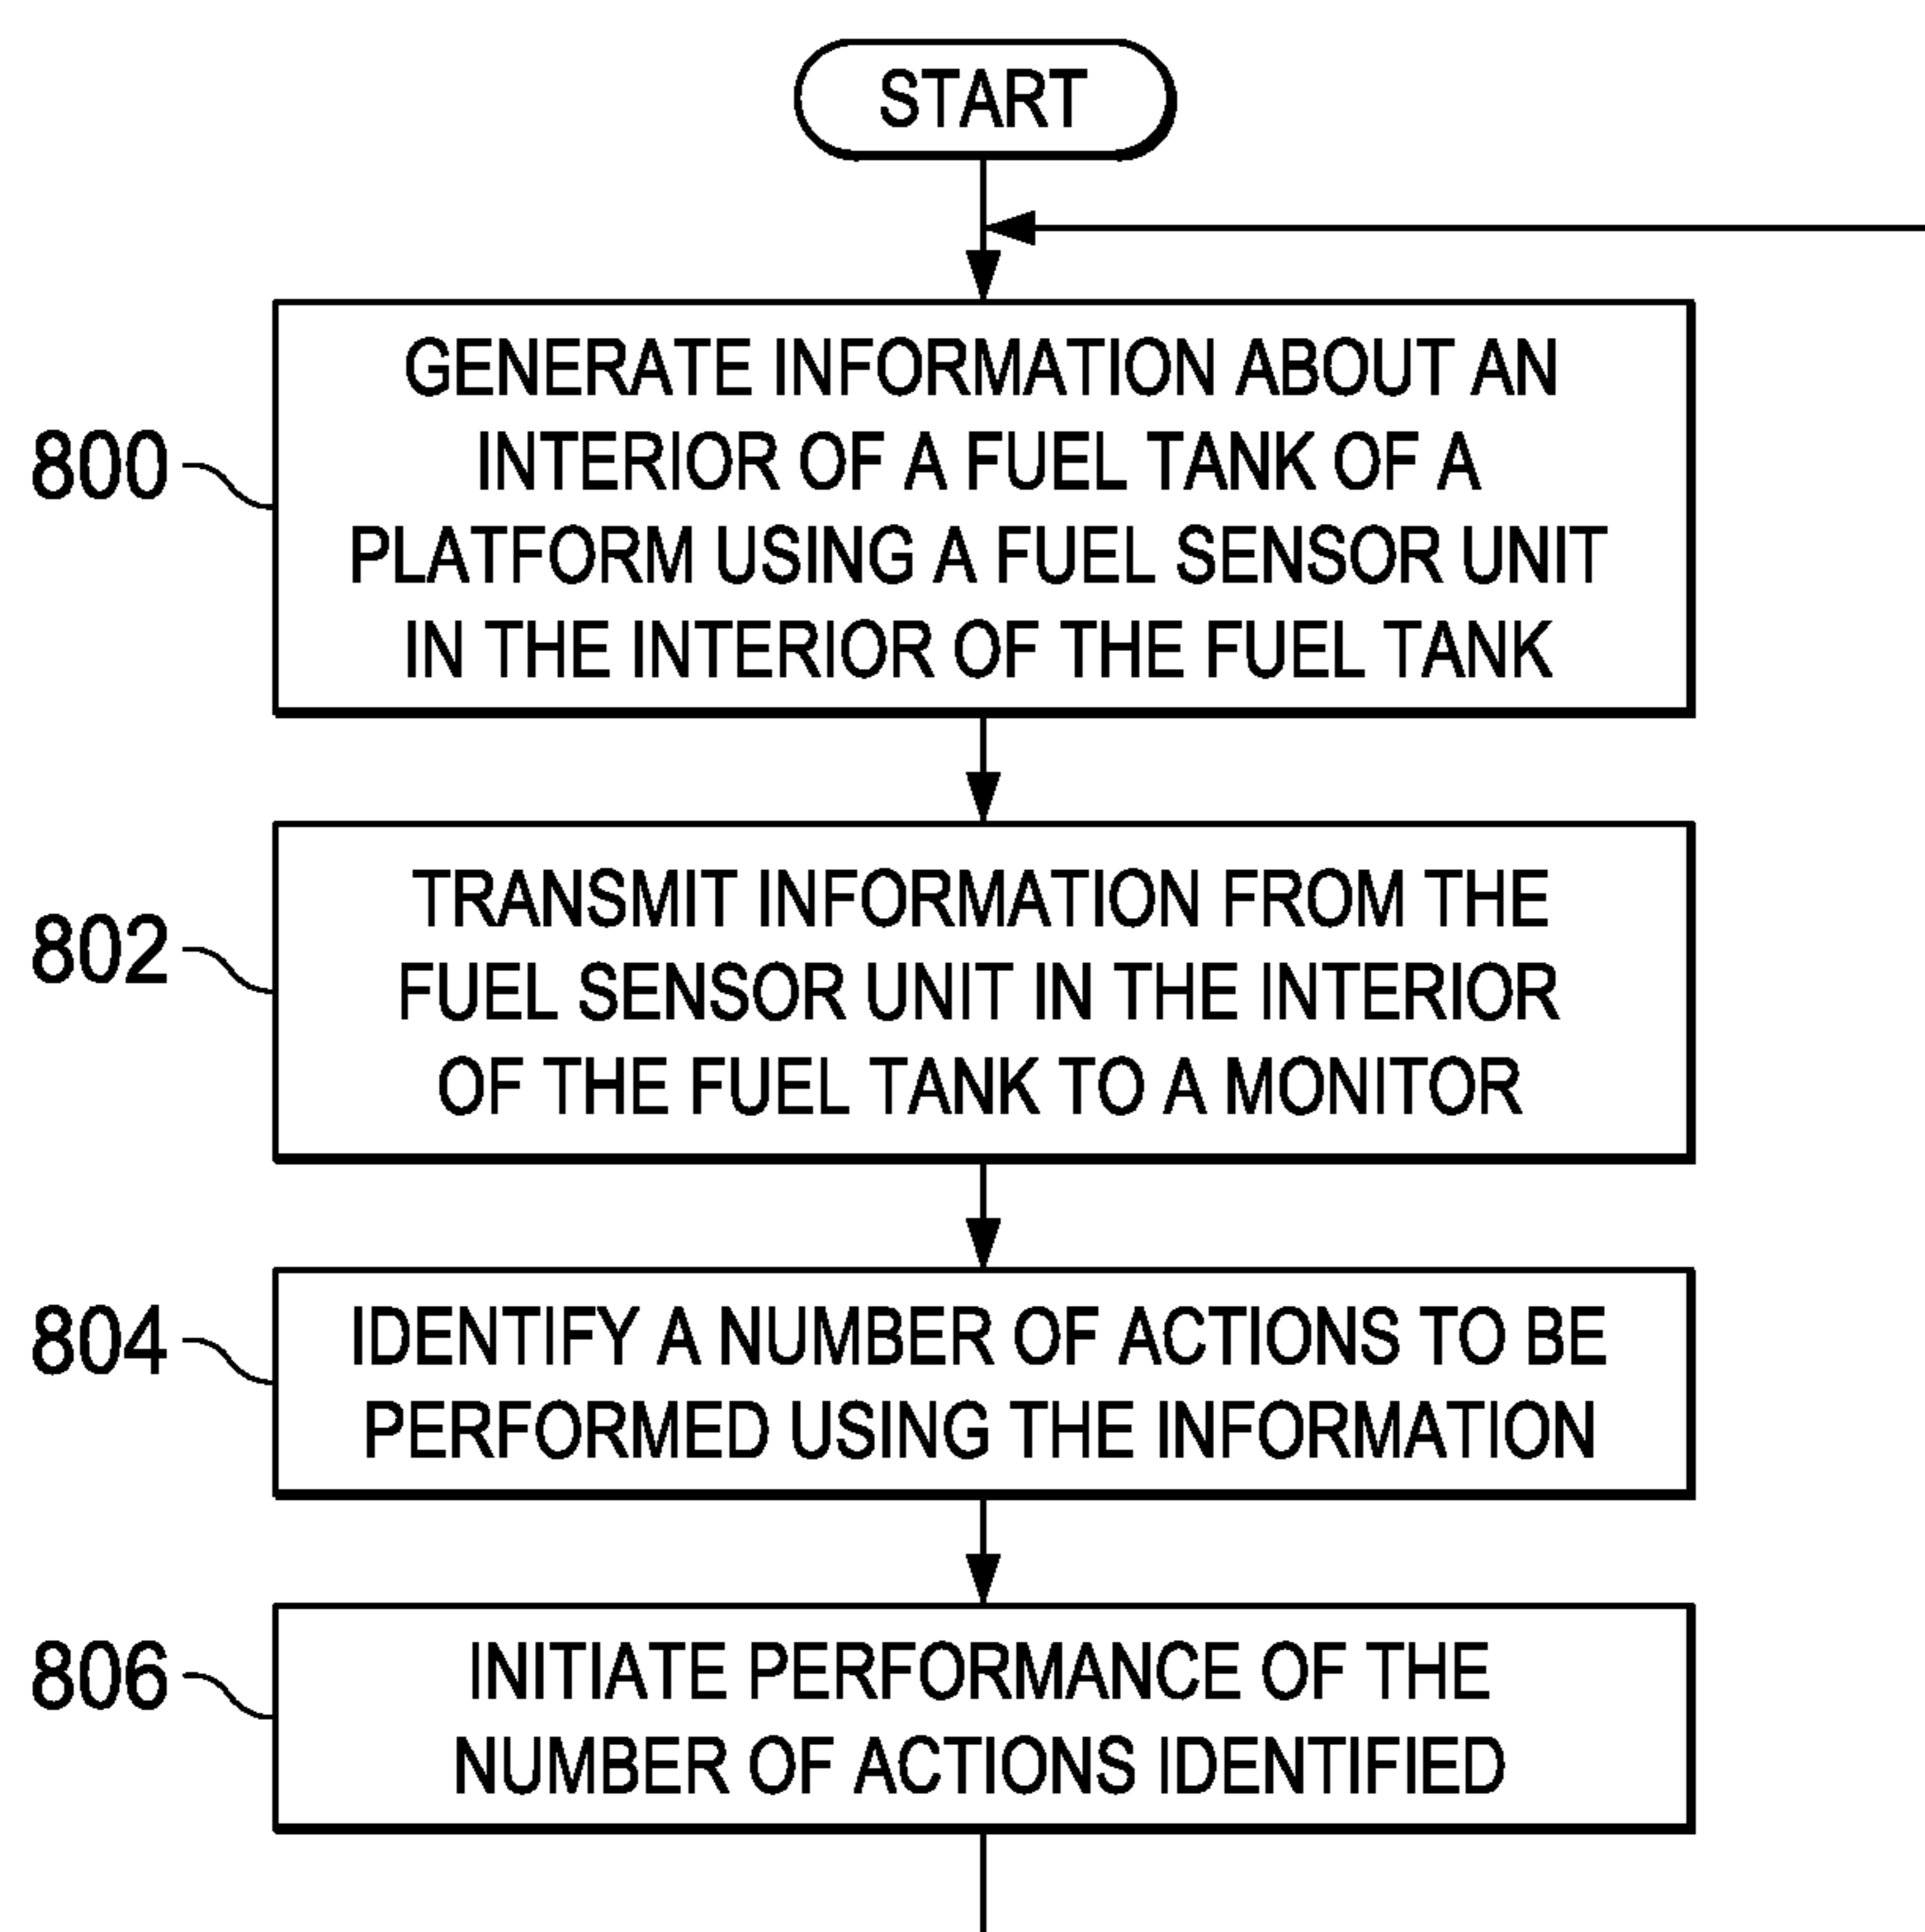 START
GENERATE INFORMATION ABOUT AN
INTERIOR OF A FUEL TANK OF A
PLATFORM USING A FUEL SENSOR UNIT
IN THE INTERIOR OF THE FUEL TANK
800
TRANSMIT INFORMATION FROM THE
FUEL SENSOR UNIT IN THE INTERIOR
OF THE FUEL TANK TO A MONITOR
802
IDENTIFY A NUMBER OF ACTIONS TO BE
PERFORMED USING THE INFORMATION
804
INITIATE PERFORMANCE OF THE
NUMBER OF ACTIONS IDENTIFIED
806